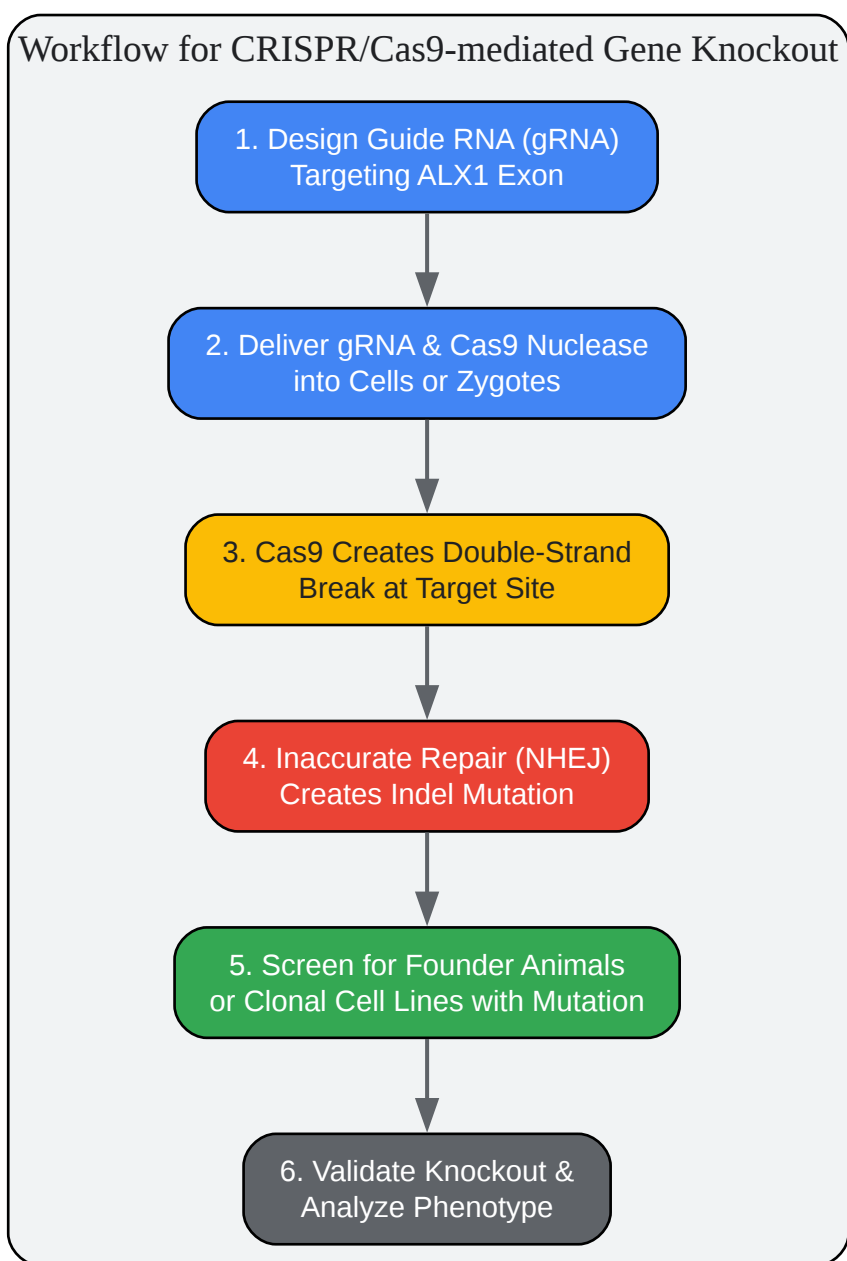 Workflow for CRISPR/Cas9-mediated Gene Knockout
1. Design Guide RNA (gRNA)
Targeting ALX1 Exon
2. Deliver gRNA & Cas9 Nuclease
into Cells or Zygotes
3. Cas9 Creates Double-Strand
Break at Target Site
4. Inaccurate Repair (NHEJ)
Creates Indel Mutation
5. Screen for Founder Animals
or Clonal Cell Lines with Mutation
6. Validate Knockout &
Analyze Phenotype